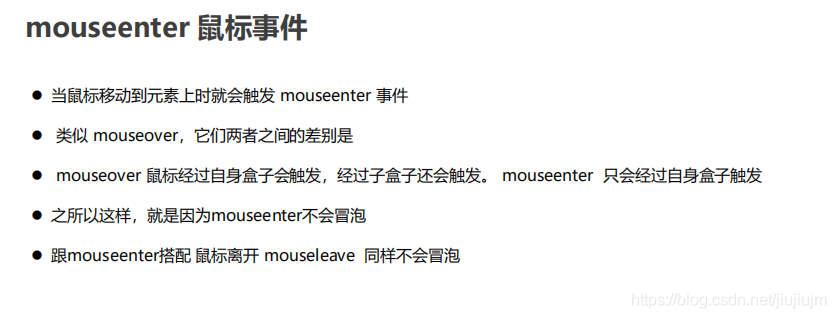 mouseenter 鼠标事件
● 当鼠标移动到元素上时就会触发 mouseenter 事件
● 类似 mouseover，它们两者之间的差别是
● mouseover 鼠标经过自身盒子会触发，经过子盒子还会触发。 mouseenter 只会经过自身盒子触发
● 之所以这样，就是因为mouseenter不会冒泡
● 跟mouseenter搭配 鼠标离开 mouseleave 同样不会冒泡
https://blog.csdn.net/jiujiujm